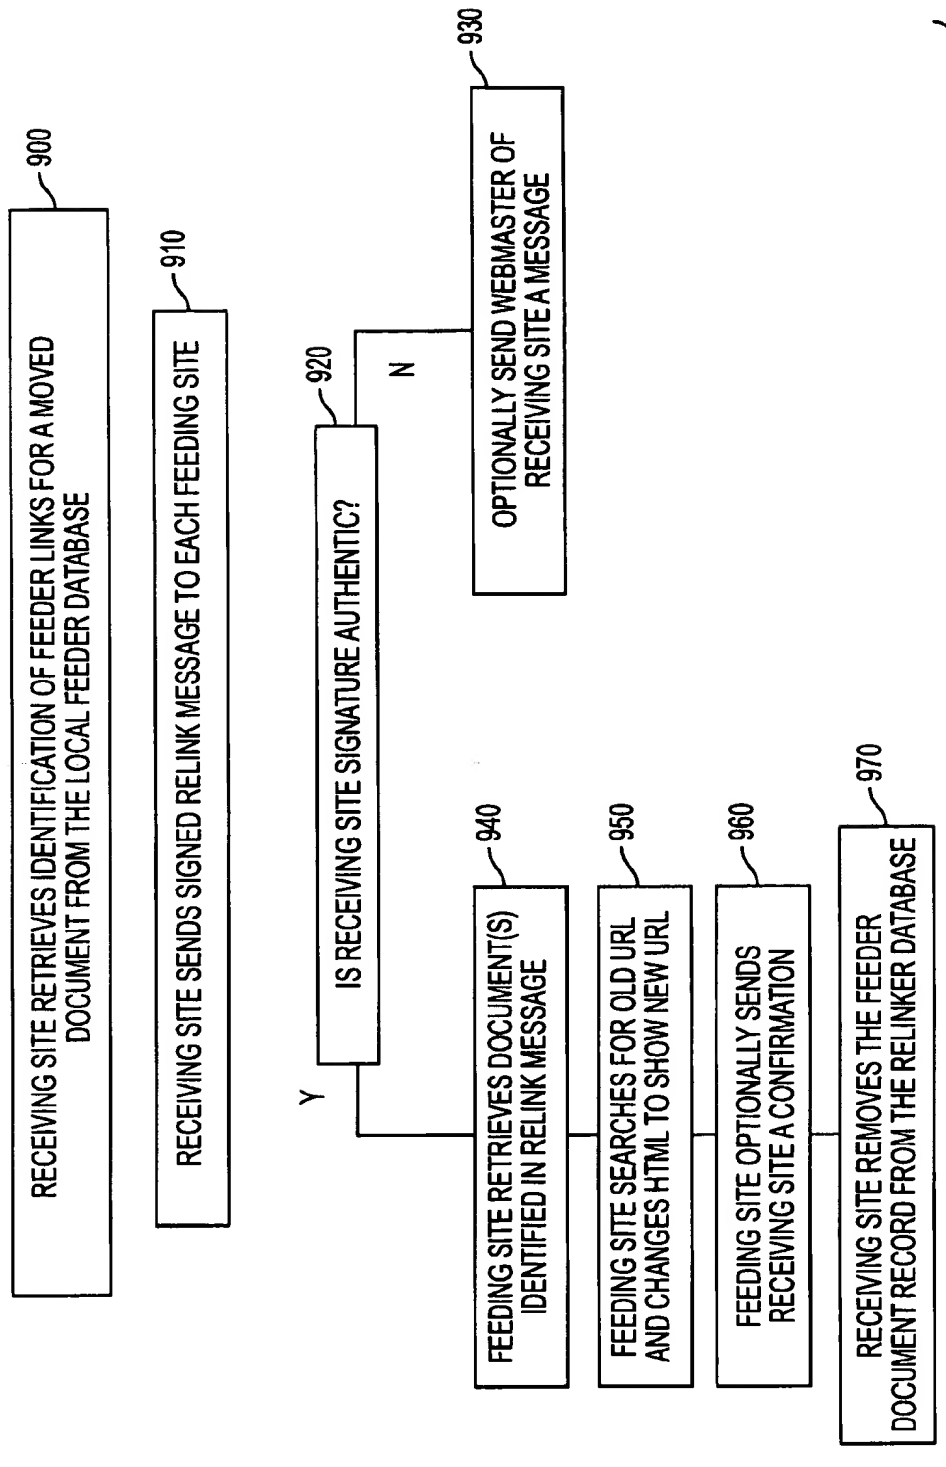 900
RECEIVING SITE RETRIEVES IDENTIFICATION OF FEEDER LINKS FOR A MOVED
DOCUMENT FROM THE LOCAL FEEDER DATABASE
910
RECEIVING SITE SENDS SIGNED RELINK MESSAGE TO EACH FEEDING SITE
920
IS RECEIVING SITE SIGNATURE AUTHENTIC?
Y
N
930
OPTIONALLY SEND WEBMASTER OF
RECEIVING SITE A MESSAGE
940
FEEDING SITE RETRIEVES DOCUMENT(S)
IDENTIFIED IN RELINK MESSAGE
950
FEEDING SITE SEARCHES FOR OLD URL
AND CHANGES HTML TO SHOW NEW URL
960
FEEDING SITE OPTIONALLY SENDS
RECEIVING SITE A CONFIRMATION
970
RECEIVING SITE REMOVES THE FEEDER
DOCUMENT RECORD FROM THE RELINKER DATABASE